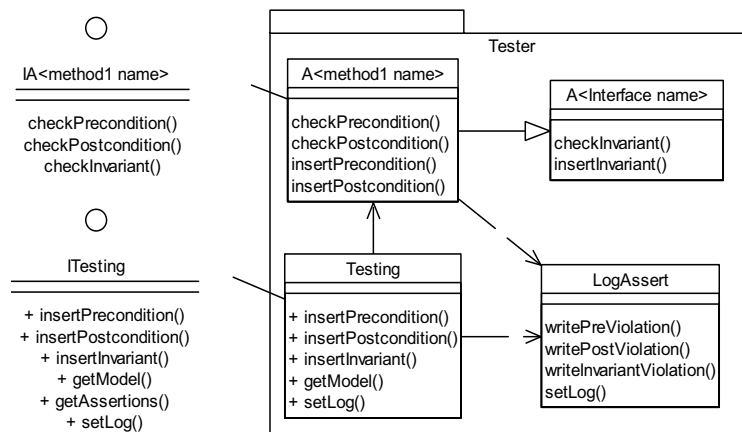 IA<method1 name>
checkPrecondition()
checkPostcondition()
checkInvariant()
ITesting
+ insertPrecondition()
+ insertPostcondition()
+ insertInvariant()
+ getModel()
+ getAssertions()
+ setLog()
Tester
A<method1 name>
checkPrecondition()
checkPostcondition()
insertPrecondition()
insertPostcondition()
A<Interface name>
checkInvariant()
insertInvariant()
Testing
+ insertPrecondition()
+ insertPostcondition()
+ insertInvariant()
+ getModel()
+ setLog()
LogAssert
writePreViolation()
writePostViolation()
writeInvariantViolation()
setLog()